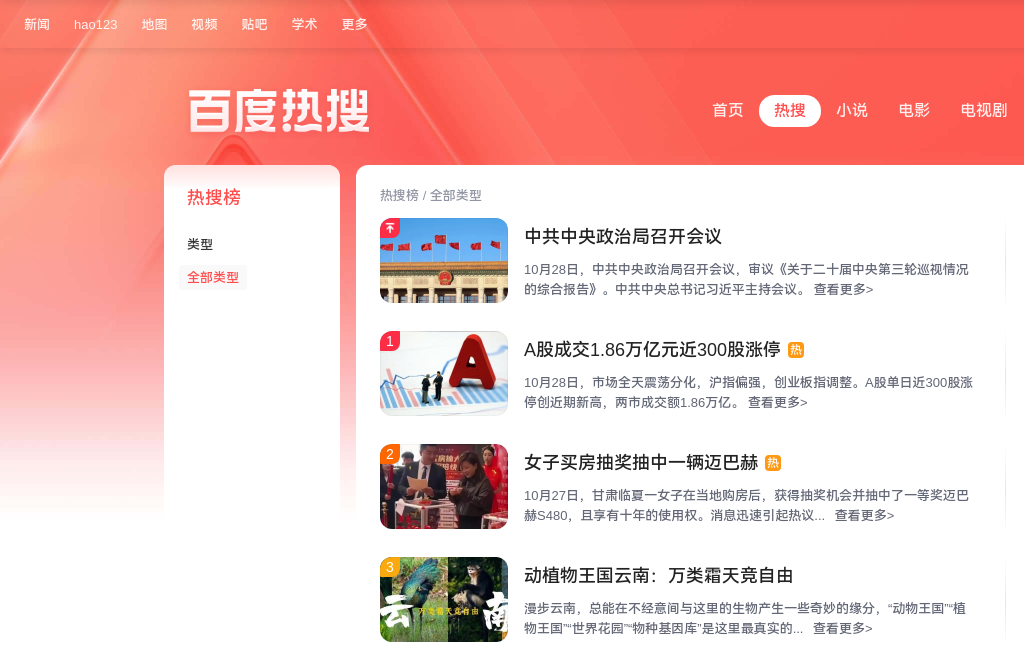 新闻 hao123 地图 视频 贴吧 学术 更多
百度热搜
首页 热搜 小说 电影 电视剧
热搜榜
类型
全部类型
热搜榜 / 全部类型
中共中央政治局召开会议
10月28日，中共中央政治局召开会议，审议《关于二十届中央第三轮巡视情况
的综合报告》。中共中央总书记习近平主持会议。 查看更多>
1
A股成交1.86万亿元近300股涨停 热
10月28日，市场全天震荡分化，沪指偏强，创业板指调整。A股单日近300股涨
停创近期新高，两市成交额1.86万亿。 查看更多>
2
女子买房抽奖抽中一辆迈巴赫 热
10月27日，甘肃临夏一女子在当地购房后，获得抽奖机会并抽中了一等奖迈巴
赫S480，且享有十年的使用权。消息迅速引起热议... 查看更多>
3
云 万类霜天竞自由 南
动植物王国云南：万类霜天竞自由
漫步云南，总能在不经意间与这里的生物产生一些奇妙的缘分，“动物王国”“植
物王国”“世界花园”“物种基因库”是这里最真实的... 查看更多>